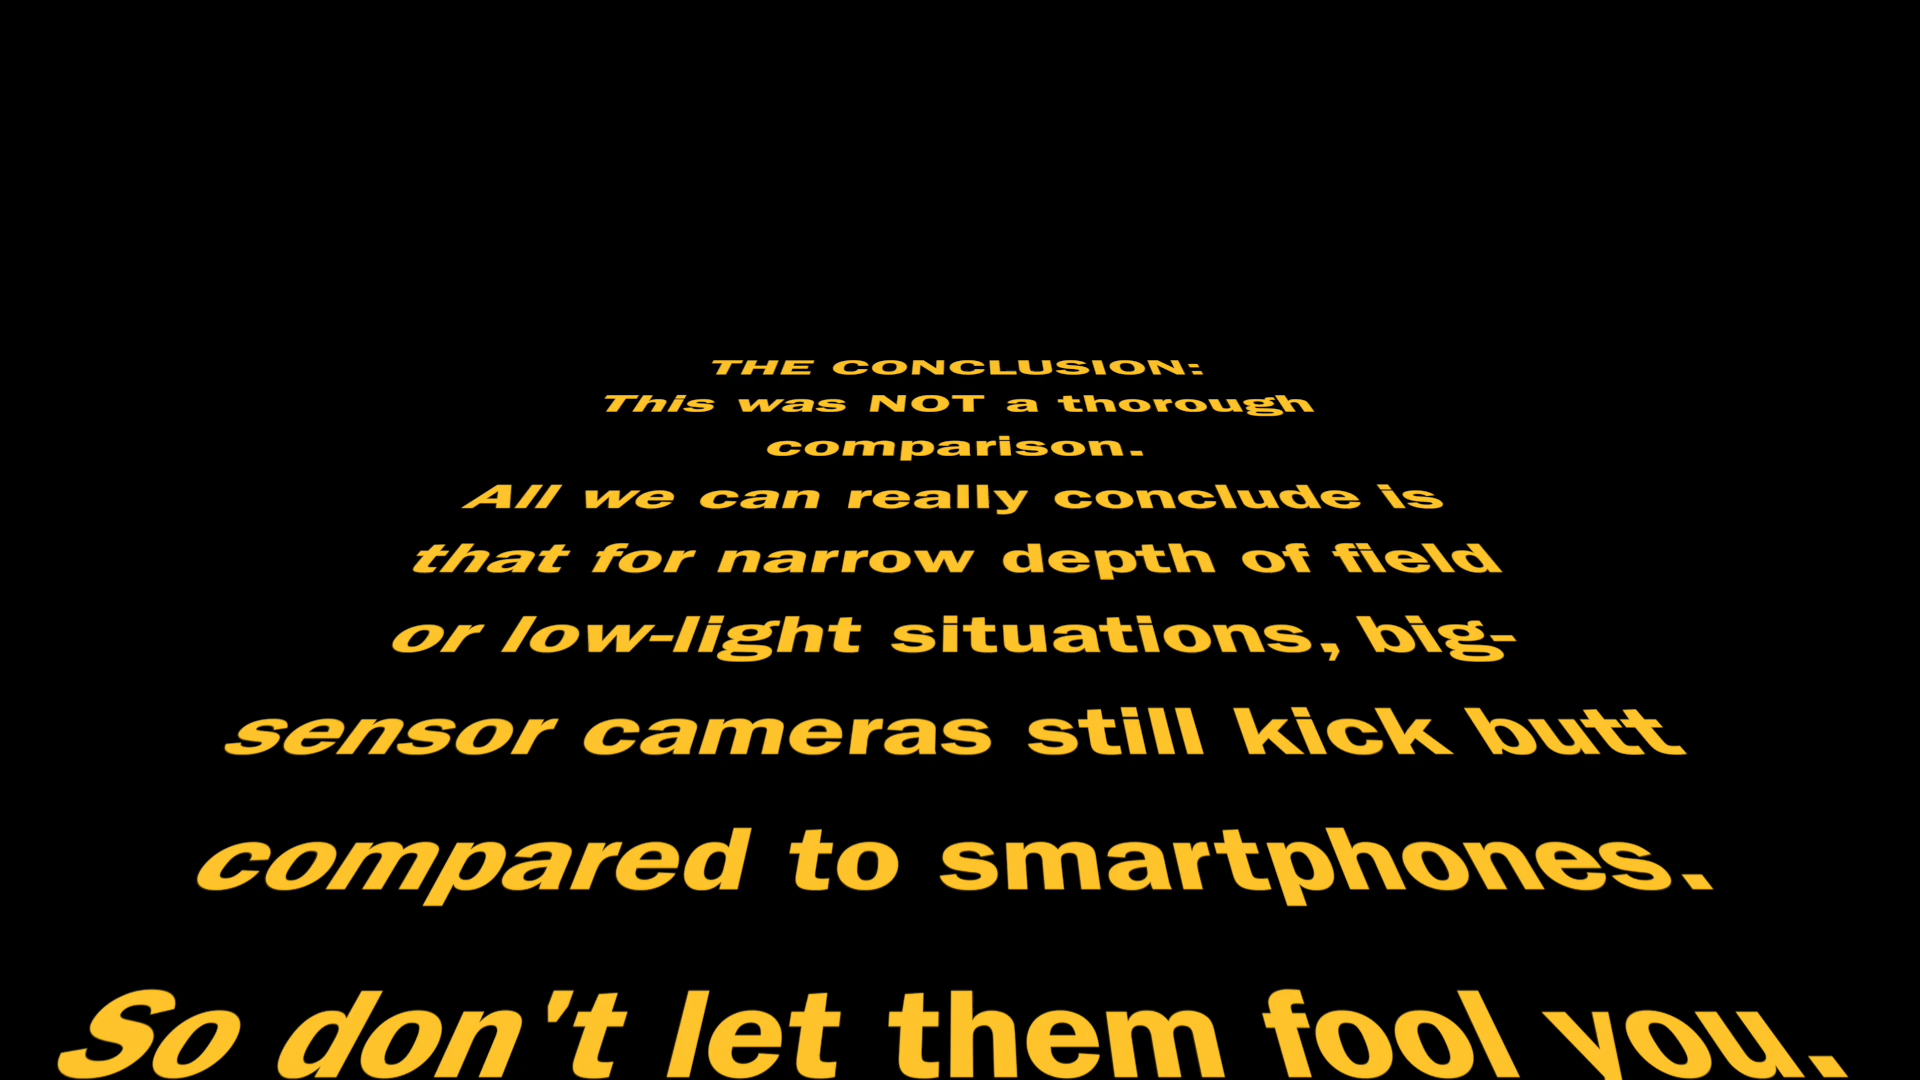 THE CONCLUSION:
This was NOT a thorough
comparison.
All we can really conclude is
that for narrow depth of field
or low-light situations, big-
sensor cameras still kick butt
compared to smartphones.
So don't let them fool you.